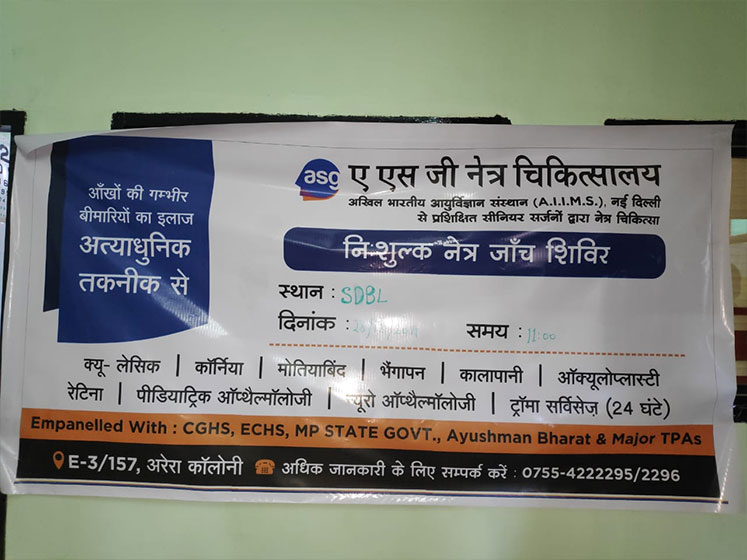 आँखों की गम्भीर
बीमारियों का इलाज
अत्याधुनिक
तकनीक से
asg ए एस जी नेत्र चिकित्सालय
अखिल भारतीय आयुर्विज्ञान संस्थान (A.I.I.M.S.), नई दिल्ली
से प्रशिक्षित सीनियर सर्जनों द्वारा नेत्र चिकित्सा
निःशुल्क नेत्र जाँच शिविर
स्थान : SDBL
दिनांक :
समय : 11:00
क्यू- लेसिक | कॉर्निया | मोतियाबिंद | भैंगापन | कालापानी | ऑक्यूलोप्लास्टी
रेटिना | पीडियाट्रिक ऑप्थैल्मोलॉजी | न्यूरो ऑप्थैल्मोलॉजी | ट्रॉमा सर्विसेज़ (24 घंटे)
Empanelled With : CGHS, ECHS, MP STATE GOVT., Ayushman Bharat & Major TPAs
E-3/157, अरेरा कॉलोनी अधिक जानकारी के लिए सम्पर्क करें : 0755-4222295/2296